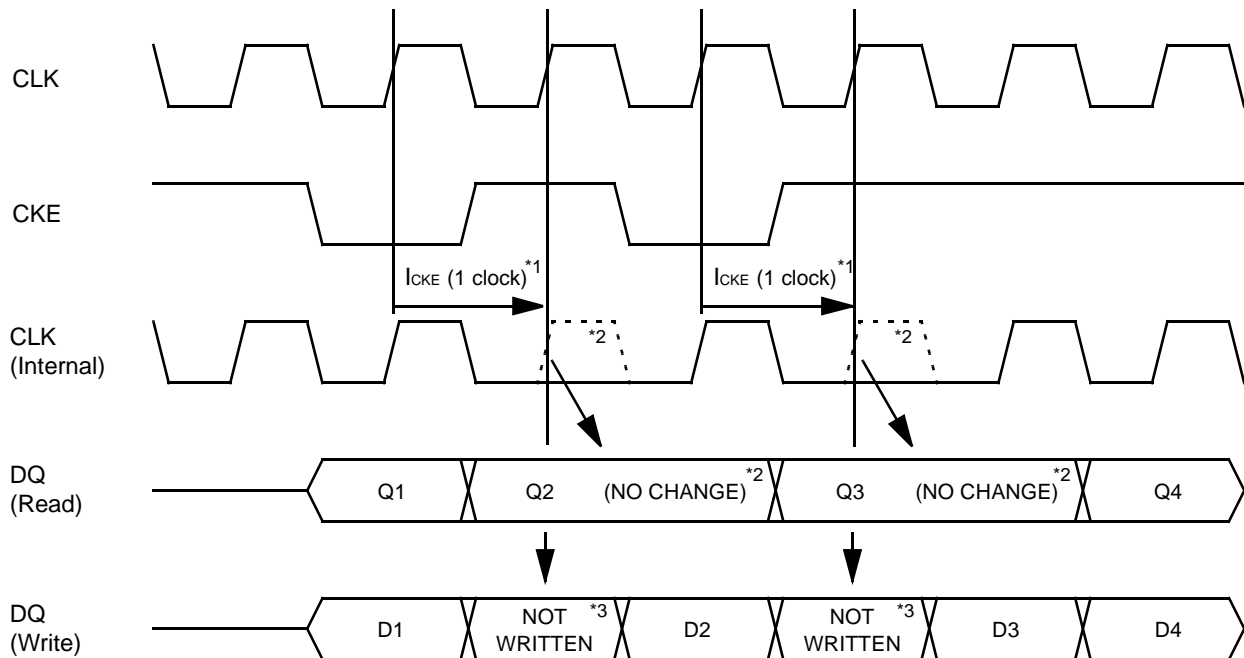 CLK
CKE
ICKE (1 clock)*1
ICKE (1 clock)*1
CLK
(Internal)
*2
*2
DQ
(Read)
Q1
Q2
(NO CHANGE)*2
Q3
(NO CHANGE)*2
Q4
DQ
(Write)
D1
NOT *3
WRITTEN
D2
NOT *3
WRITTEN
D3
D4